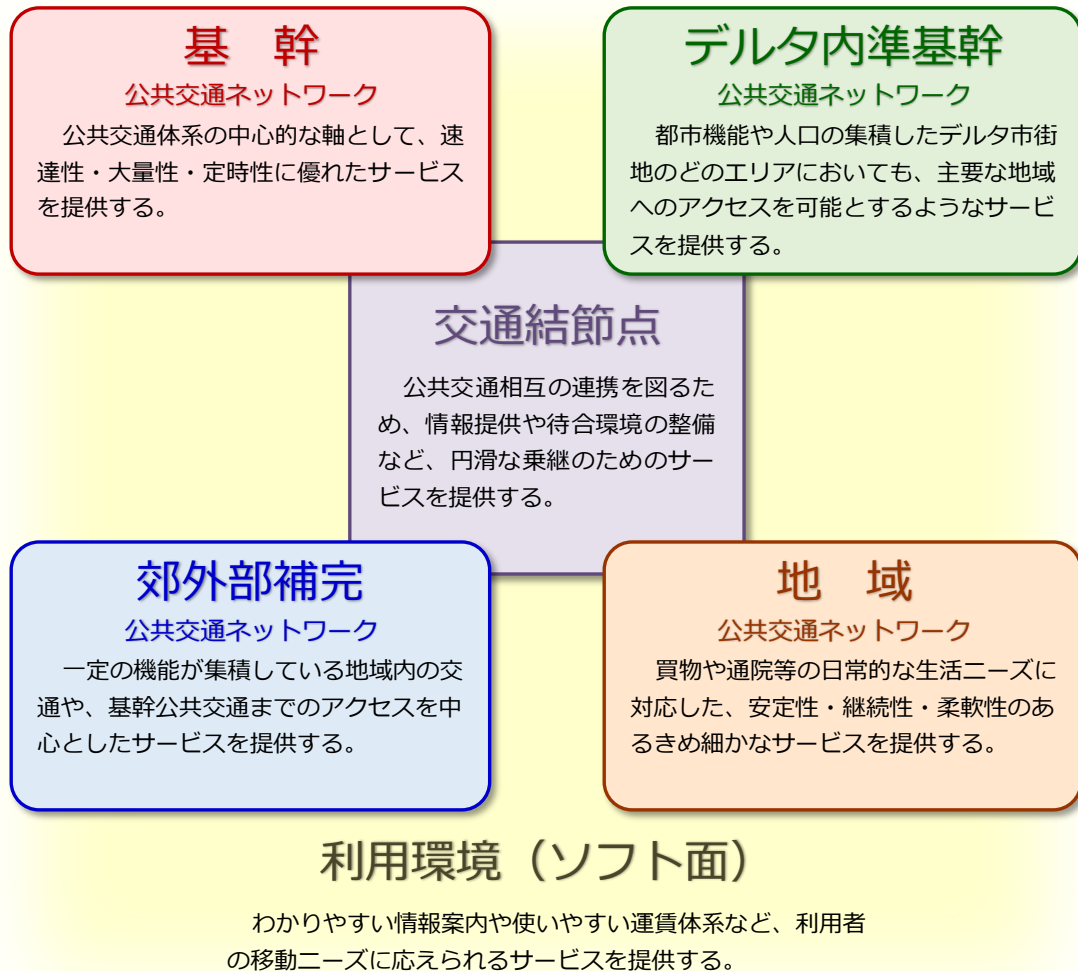 基　幹
公共交通ネットワーク
公共交通体系の中心的な軸として、速
達性・大量性・定時性に優れたサービス
を提供する。
デルタ内準基幹
公共交通ネットワーク
都市機能や人口の集積したデルタ市街
地のどのエリアにおいても、主要な地域
へのアクセスを可能とするようなサービ
スを提供する。
交通結節点
公共交通相互の連携を図るた
め、情報提供や待合環境の整備
など、円滑な乗継のためのサー
ビスを提供する。
郊外部補完
公共交通ネットワーク
一定の機能が集積している地域内の交
通や、基幹公共交通までのアクセスを中
心としたサービスを提供する。
地　域
公共交通ネットワーク
買物や通院等の日常的な生活ニーズに
対応した、安定性・継続性・柔軟性のあ
るきめ細かなサービスを提供する。
利用環境（ソフト面）
わかりやすい情報案内や使いやすい運賃体系など、利用者
の移動ニーズに応えられるサービスを提供する。